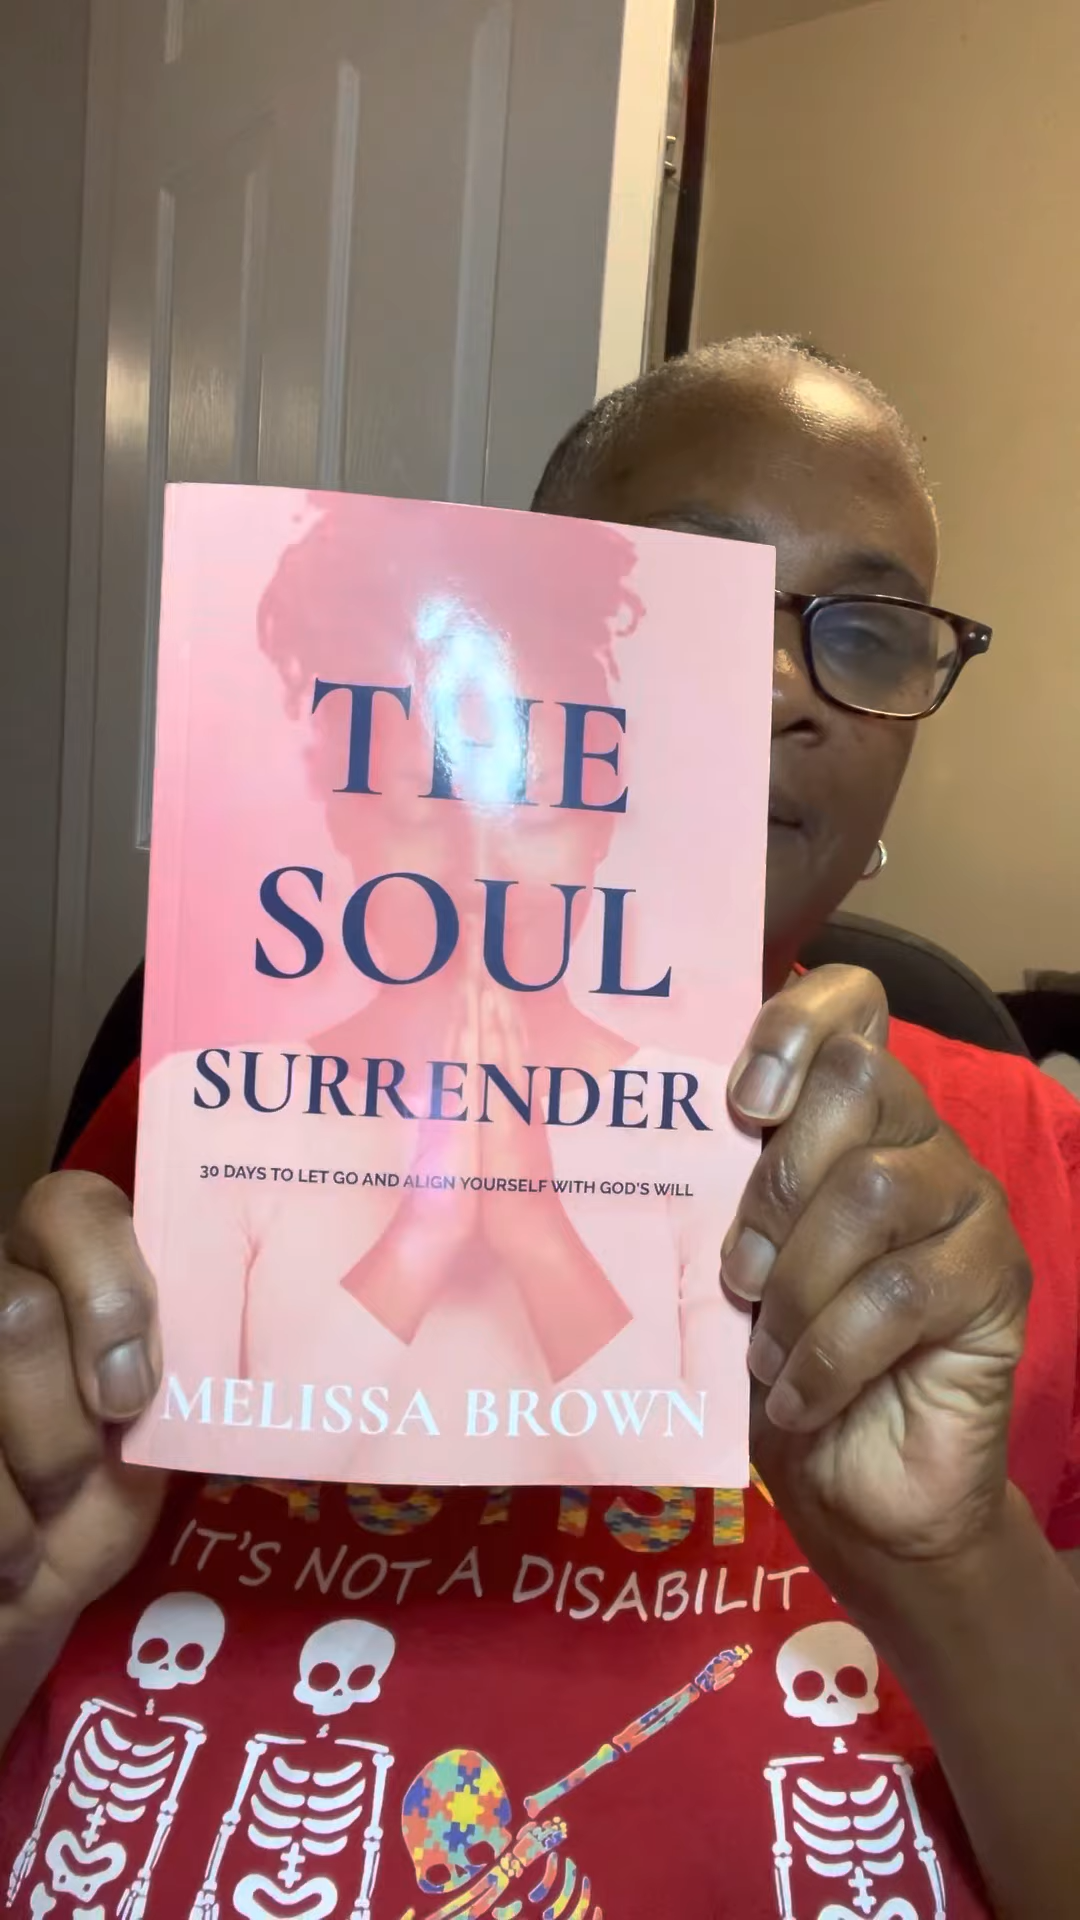 THE
SOUL
SURRENDER
30 DAYS TO LET GO AND ALIGN YOURSELF WITH GOD'S WILL
MELISSA BROWN
IT'S NOT A DISABILIT